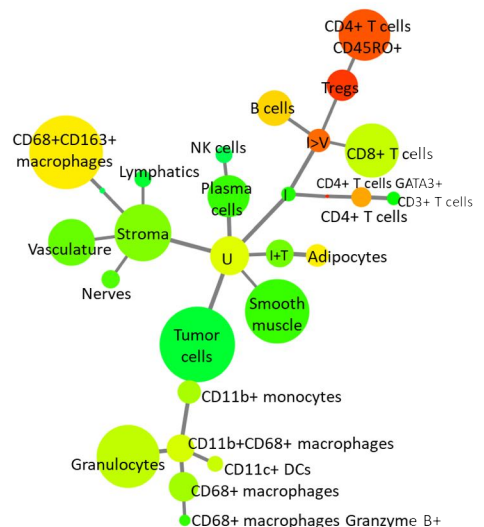 CD4+ T cells
CD45RO+
Tregs
B cells
I>V
CD8+ T cells
NK cells
CD68+CD163+
macrophages
Lymphatics
Plasma
cells
I
CD4+ T cells GATA3+
CD3+ T cells
CD4+ T cells
Stroma
Vasculature
U
I+T
Adipocytes
Nerves
Smooth
muscle
Tumor
cells
CD11b+ monocytes
CD11b+CD68+ macrophages
Granulocytes
CD11c+ DCs
CD68+ macrophages
CD68+ macrophages Granzyme B+